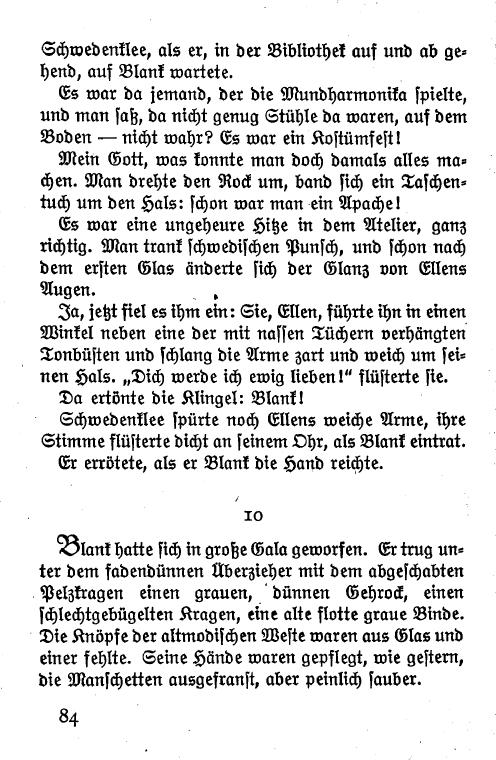 Schwedenklee, als er, in der Bibliothek auf und ab ge-
hend, auf Blank wartete.
Es war da jemand, der die Mundharmonika spielte,
und man saß, da nicht genug Stühle da waren, auf dem
Boden — nicht wahr? Es war ein Kostümfest!
Mein Gott, was konnte man doch damals alles ma-
chen. Man drehte den Rock um, band sich ein Taschen-
tuch um den Hals: schon war man ein Apache!
Es war eine ungeheure Hitze in dem Atelier, ganz
richtig. Man trank schwedischen Punsch, und schon nach
dem ersten Glas änderte sich der Glanz von Ellens
Augen.
Ja, jetzt fiel es ihm ein: Sie, Ellen, führte ihn in einen
Winkel neben eine der mit nassen Tüchern verhängten
Tonbüsten und schlang die Arme zart und weich um sei-
nen Hals. „Dich werde ich ewig lieben!“ flüsterte sie.
Da ertönte die Klingel: Blank!
Schwedenklee spürte noch Ellens weiche Arme, ihre
Stimme flüsterte dicht an seinem Ohr, als Blank eintrat.
Er errötete, als er Blank die Hand reichte.
10
Blank hatte sich in große Gala geworfen. Er trug un-
ter dem fadendünnen Überzieher mit dem abgeschabten
Pelzkragen einen grauen, dünnen Gehrock, einen
schlechtgebügelten Kragen, eine alte flotte graue Binde.
Die Knöpfe der altmodischen Weste waren aus Glas und
einer fehlte. Seine Hände waren gepflegt, wie gestern,
die Manschetten ausgefranst, aber peinlich sauber.
84